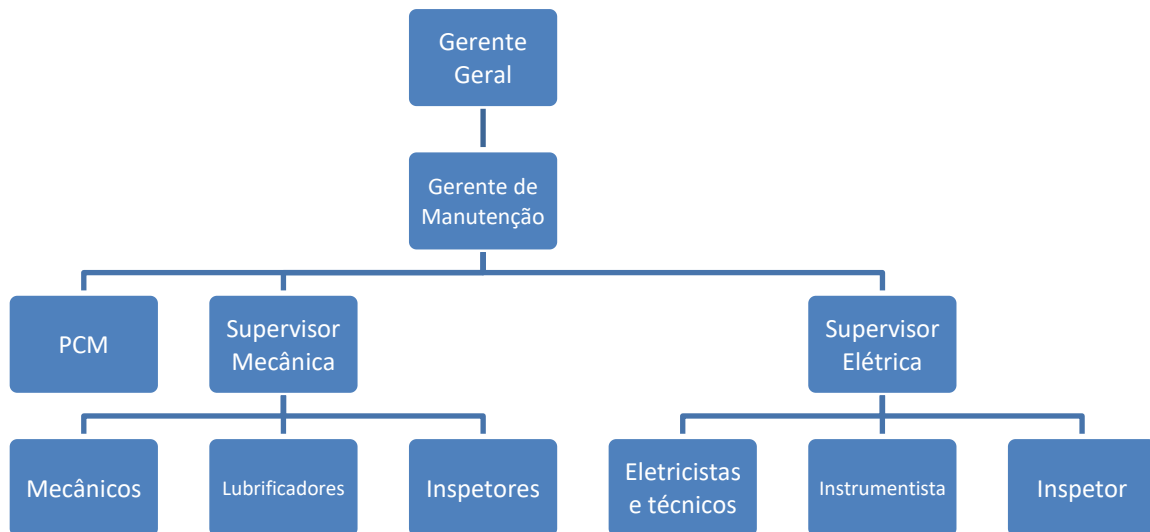 Gerente
Geral
Gerente de
Manutenção
PCM
Supervisor
Mecânica
Supervisor
Elétrica
Mecânicos
Lubrificadores
Inspetores
Eletricistas
e técnicos
Instrumentista
Inspetor